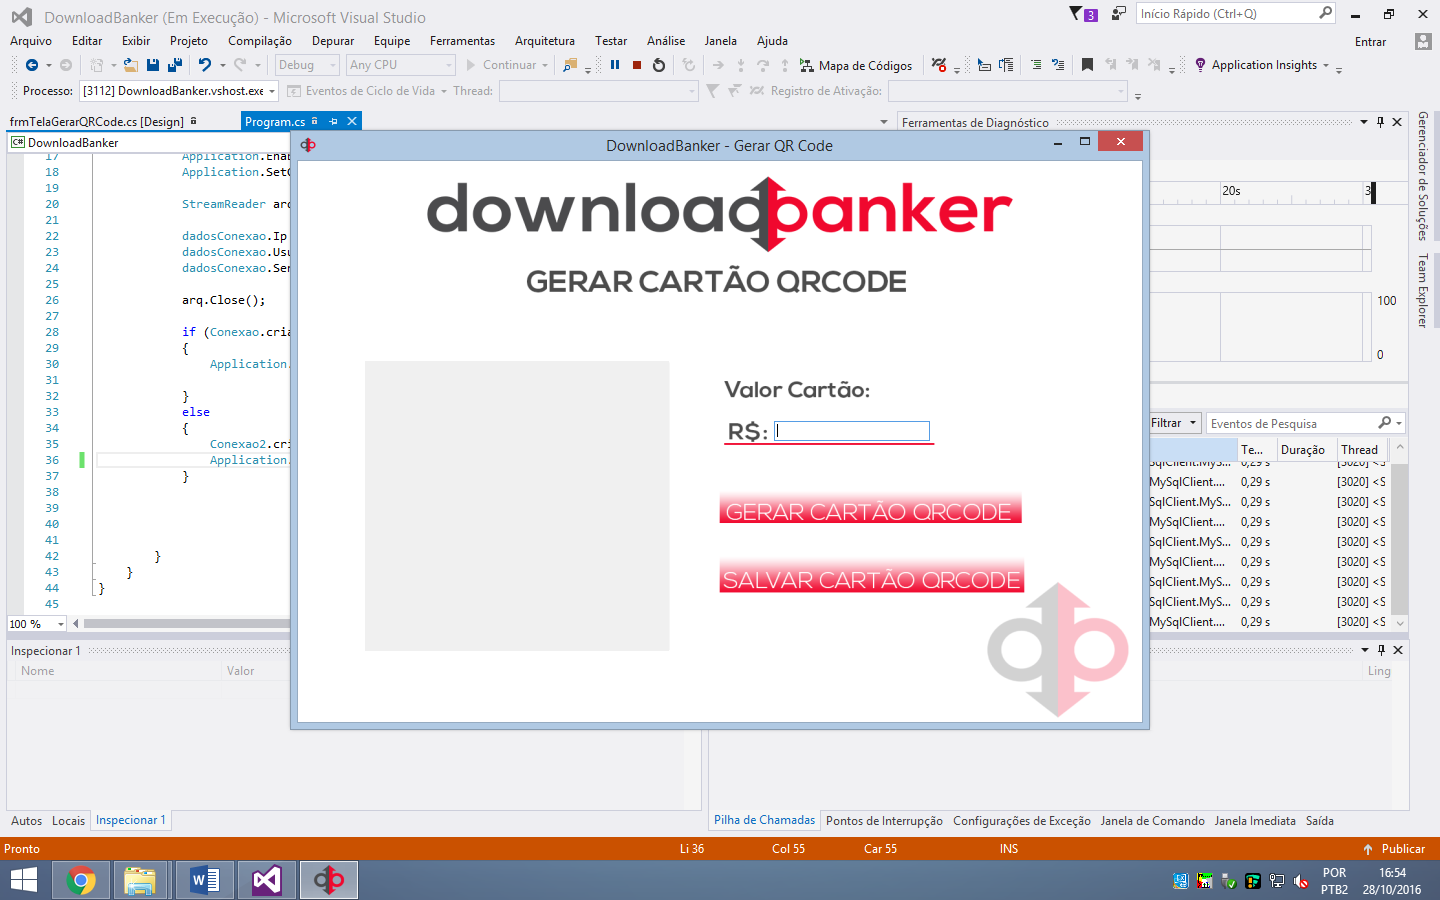 DownloadBanker (Em Execução) - Microsoft Visual Studio
3
Início Rápido (Ctrl+Q)
Arquivo Editar Exibir Projeto Compilação Depurar Equipe Ferramentas Arquitetura Testar Análise Janela Ajuda
Entrar
Debug Any CPU Continuar Mapa de Códigos Application Insights
Processo: [3112] DownloadBanker.vshost.exe Eventos de Ciclo de Vida Thread: Registro de Ativação:
frmTelaGerarQRCode.cs [Design] Program.cs
Ferramentas de Diagnóstico
C# DownloadBanker
DownloadBanker - Gerar QR Code
downloadbanker
GERAR CARTÃO QRCODE
Valor Cartão:
R$:
GERAR CARTÃO QRCODE
SALVAR CARTÃO QRCODE
db
17 Application.Enab
18 Application.SetC
19
20 StreamReader arq
21
22 dadosConexao.Ip
23 dadosConexao.Usu
24 dadosConexao.Sen
25
26 arq.Close();
27
28 if (Conexao.cria
29 {
30 Application.
31
32 }
33 else
34 {
35 Conexao2.cri
36 Application.
37 }
38
39
40
41
42 }
43 }
44 }
45
100 %
20s 3
100
0
Filtrar Eventos de Pesquisa
Te... Duração Thread
SqlClient.MyS... 0,29 s [3020] <S
MySqlClient.... 0,29 s [3020] <S
SqlClient.MyS... 0,29 s [3020] <S
MySqlClient.... 0,29 s [3020] <S
SqlClient.MyS... 0,29 s [3020] <S
MySqlClient.... 0,29 s [3020] <S
SqlClient.MyS... 0,29 s [3020] <S
SqlClient.MyS... 0,29 s [3020] <S
MySqlClient.... 0,29 s [3020] <S
Gerenciador de Soluções
Team Explorer
Inspecionar 1
Nome Valor
Ling
Autos Locais Inspecionar 1
Pilha de Chamadas Pontos de Interrupção Configurações de Exceção Janela de Comando Janela Imediata Saída
Pronto Li 36 Col 55 Car 55 INS Publicar
POR
PTB2
16:54
28/10/2016